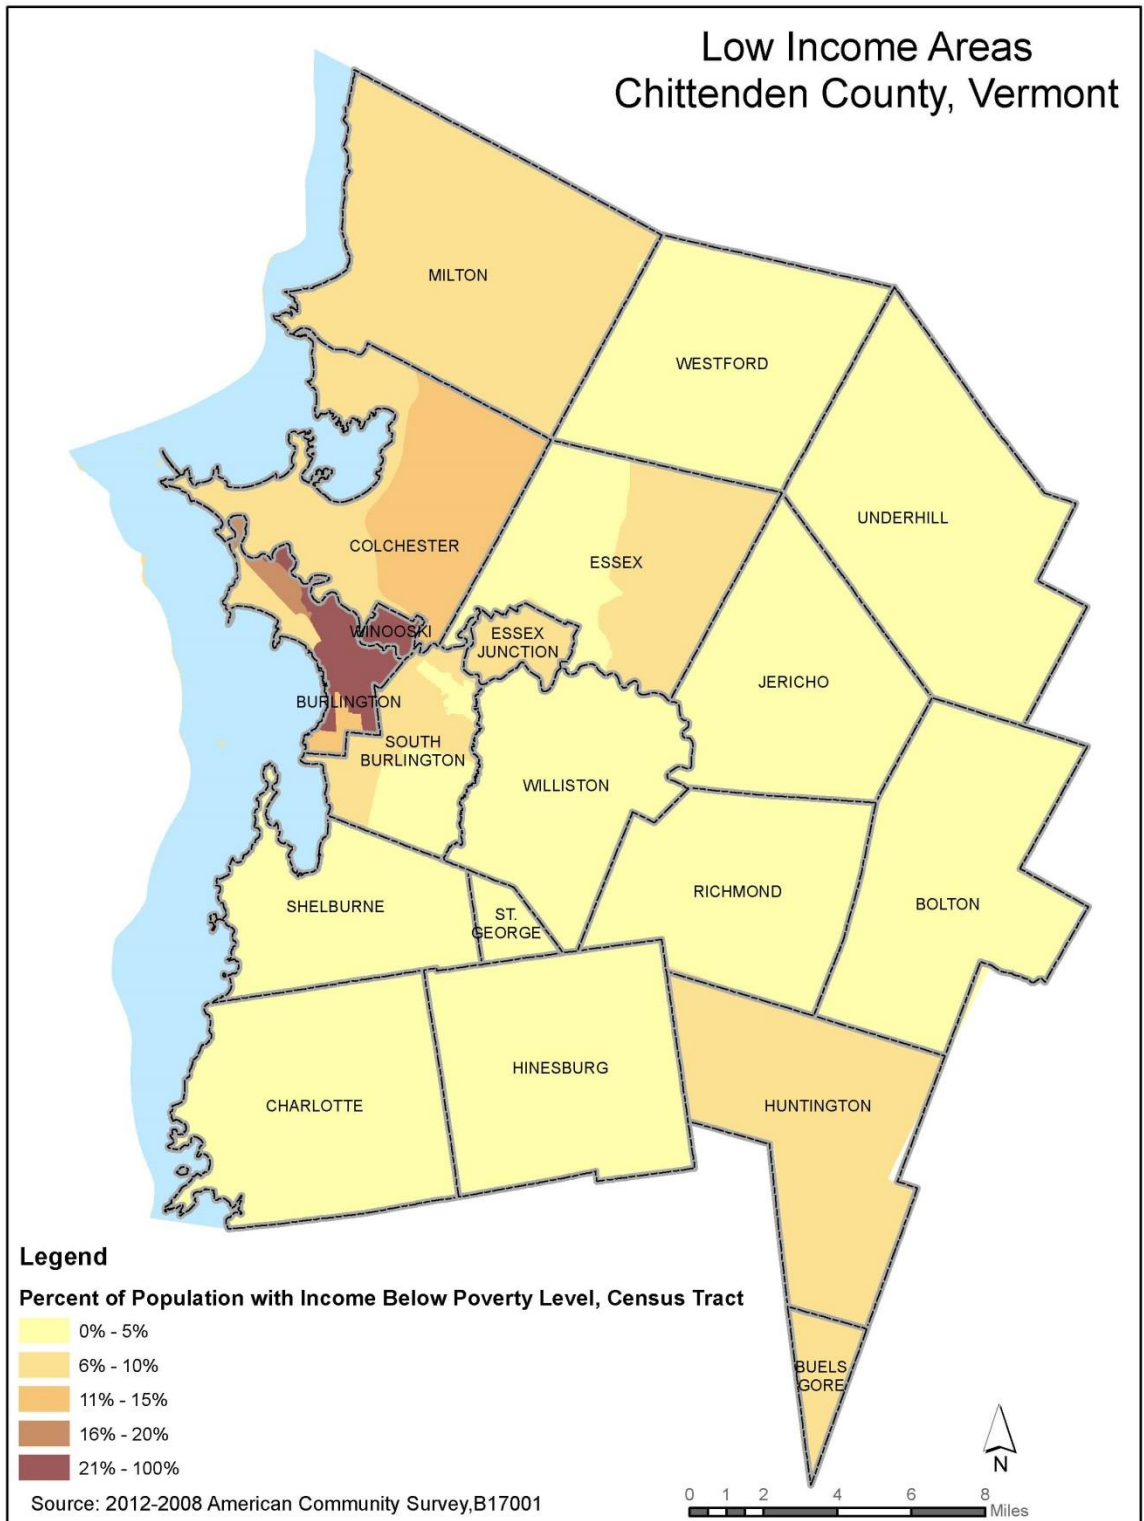 Low Income Areas
Chittenden County, Vermont
MILTON
WESTFORD
UNDERHILL
COLCHESTER
ESSEX
WINOOSKI
ESSEX
JUNCTION
JERICHO
BURLINGTON
SOUTH
BURLINGTON
WILLISTON
RICHMOND
BOLTON
SHELBURNE
ST.
GEORGE
HINESBURG
CHARLOTTE
HUNTINGTON
BUELS
GORE
Legend
Percent of Population with Income Below Poverty Level, Census Tract
0% - 5%
6% - 10%
11% - 15%
16% - 20%
21% - 100%
Source: 2012-2008 American Community Survey,B17001
N
0 1 2 4 6 8
Miles